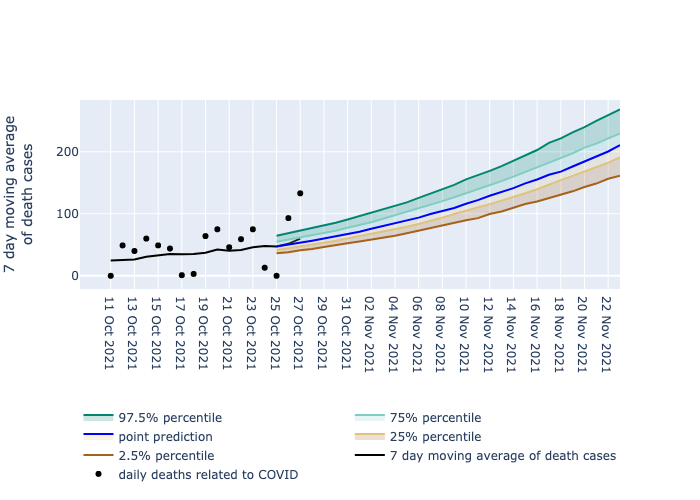 7 day moving average
of death cases
200
100
0
11 Oct 2021
13 Oct 2021
15 Oct 2021
17 Oct 2021
19 Oct 2021
21 Oct 2021
23 Oct 2021
25 Oct 2021
27 Oct 2021
29 Oct 2021
31 Oct 2021
02 Nov 2021
04 Nov 2021
06 Nov 2021
08 Nov 2021
10 Nov 2021
12 Nov 2021
14 Nov 2021
16 Nov 2021
18 Nov 2021
20 Nov 2021
22 Nov 2021
97.5% percentile
75% percentile
point prediction
25% percentile
2.5% percentile
7 day moving average of death cases
daily deaths related to COVID